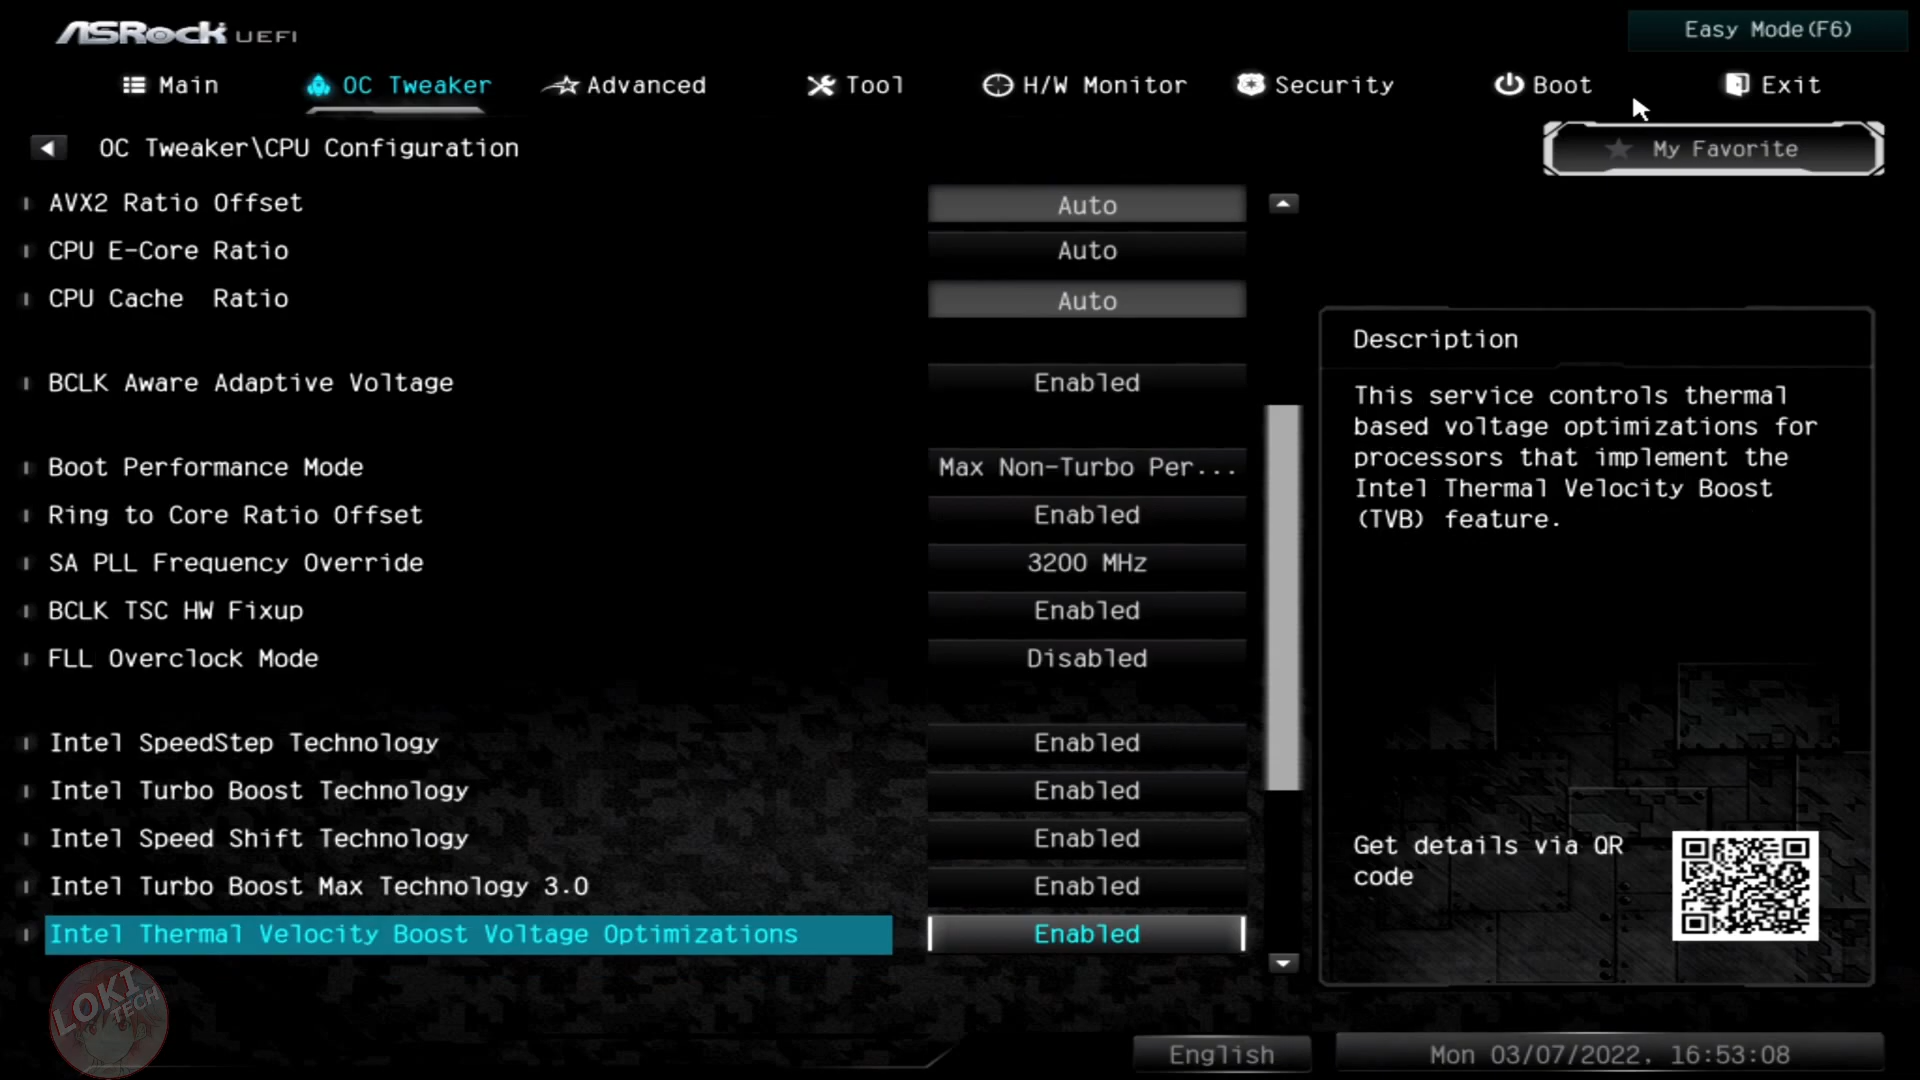 ASRock UEFI
Easy Mode(F6)
Main OC Tweaker Advanced Tool H/W Monitor Security Boot Exit
OC Tweaker\CPU Configuration
My Favorite
AVX2 Ratio Offset Auto
CPU E-Core Ratio Auto
CPU Cache  Ratio Auto
BCLK Aware Adaptive Voltage Enabled
Boot Performance Mode Max Non-Turbo Per...
Ring to Core Ratio Offset Enabled
SA PLL Frequency Override 3200 MHz
BCLK TSC HW Fixup Enabled
FLL Overclock Mode Disabled
Intel SpeedStep Technology Enabled
Intel Turbo Boost Technology Enabled
Intel Speed Shift Technology Enabled
Intel Turbo Boost Max Technology 3.0 Enabled
Intel Thermal Velocity Boost Voltage Optimizations Enabled
Description
This service controls thermal
based voltage optimizations for
processors that implement the
Intel Thermal Velocity Boost
(TVB) feature.
Get details via QR
code
LOKI
TECH
English
Mon 03/07/2022, 16:53:08